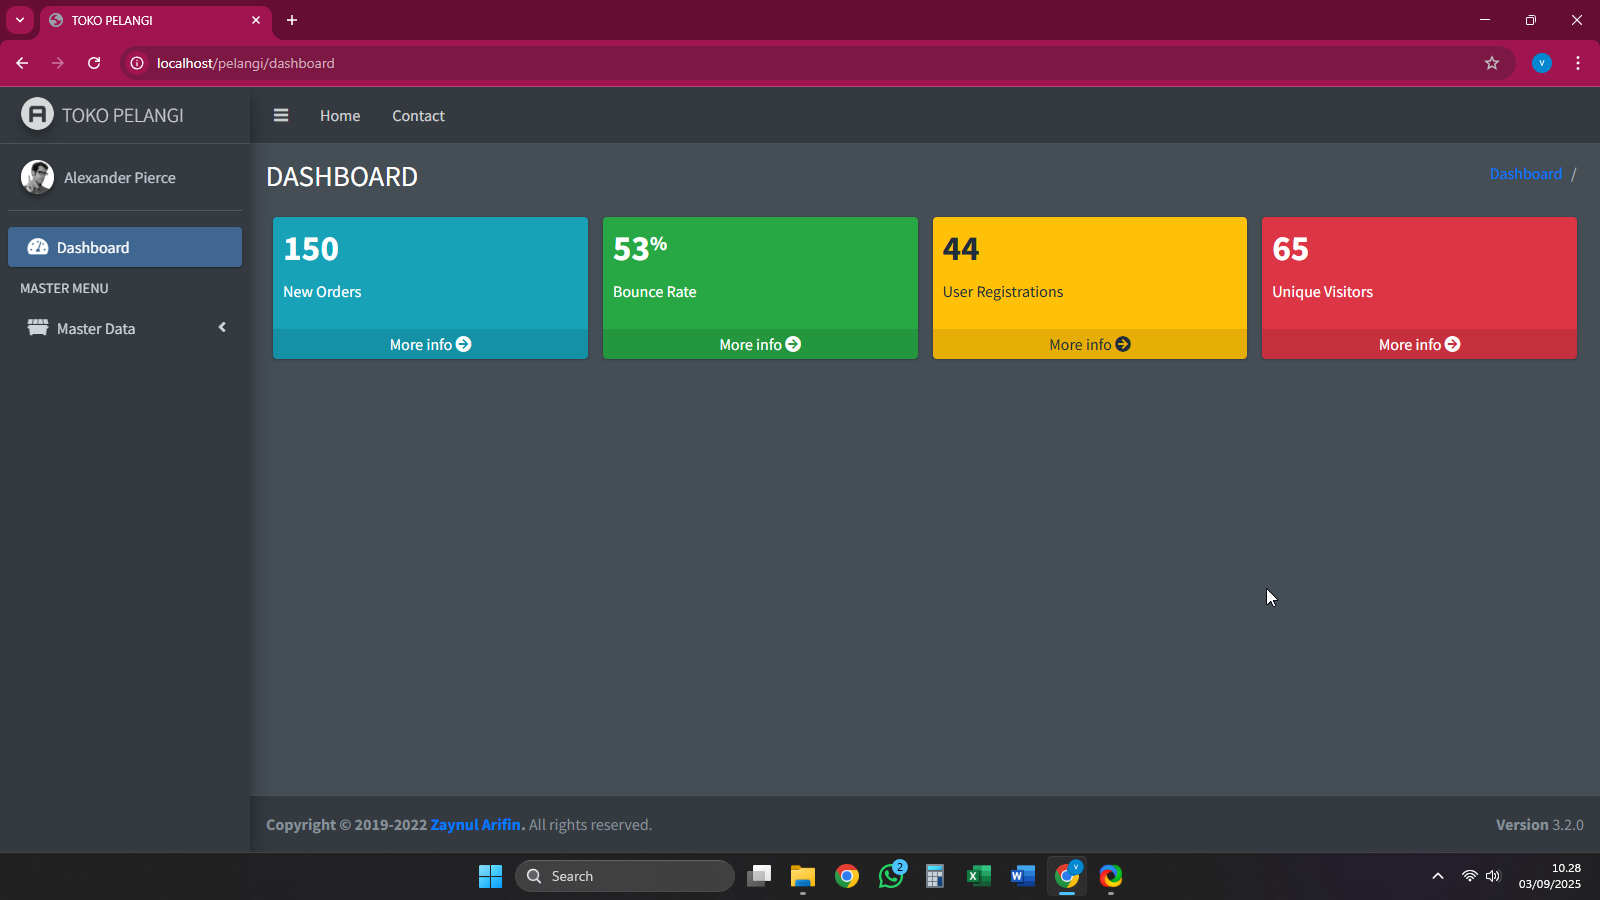 TOKO PELANGI
localhost/pelangi/dashboard
V
TOKO PELANGI
Home
Contact
Alexander Pierce
DASHBOARD
Dashboard /
Dashboard
MASTER MENU
Master Data
150
New Orders
More info
53%
Bounce Rate
More info
44
User Registrations
More info
65
Unique Visitors
More info
Copyright © 2019-2022 Zaynul Arifin. All rights reserved.
Version 3.2.0
Search
2
10.28
03/09/2025